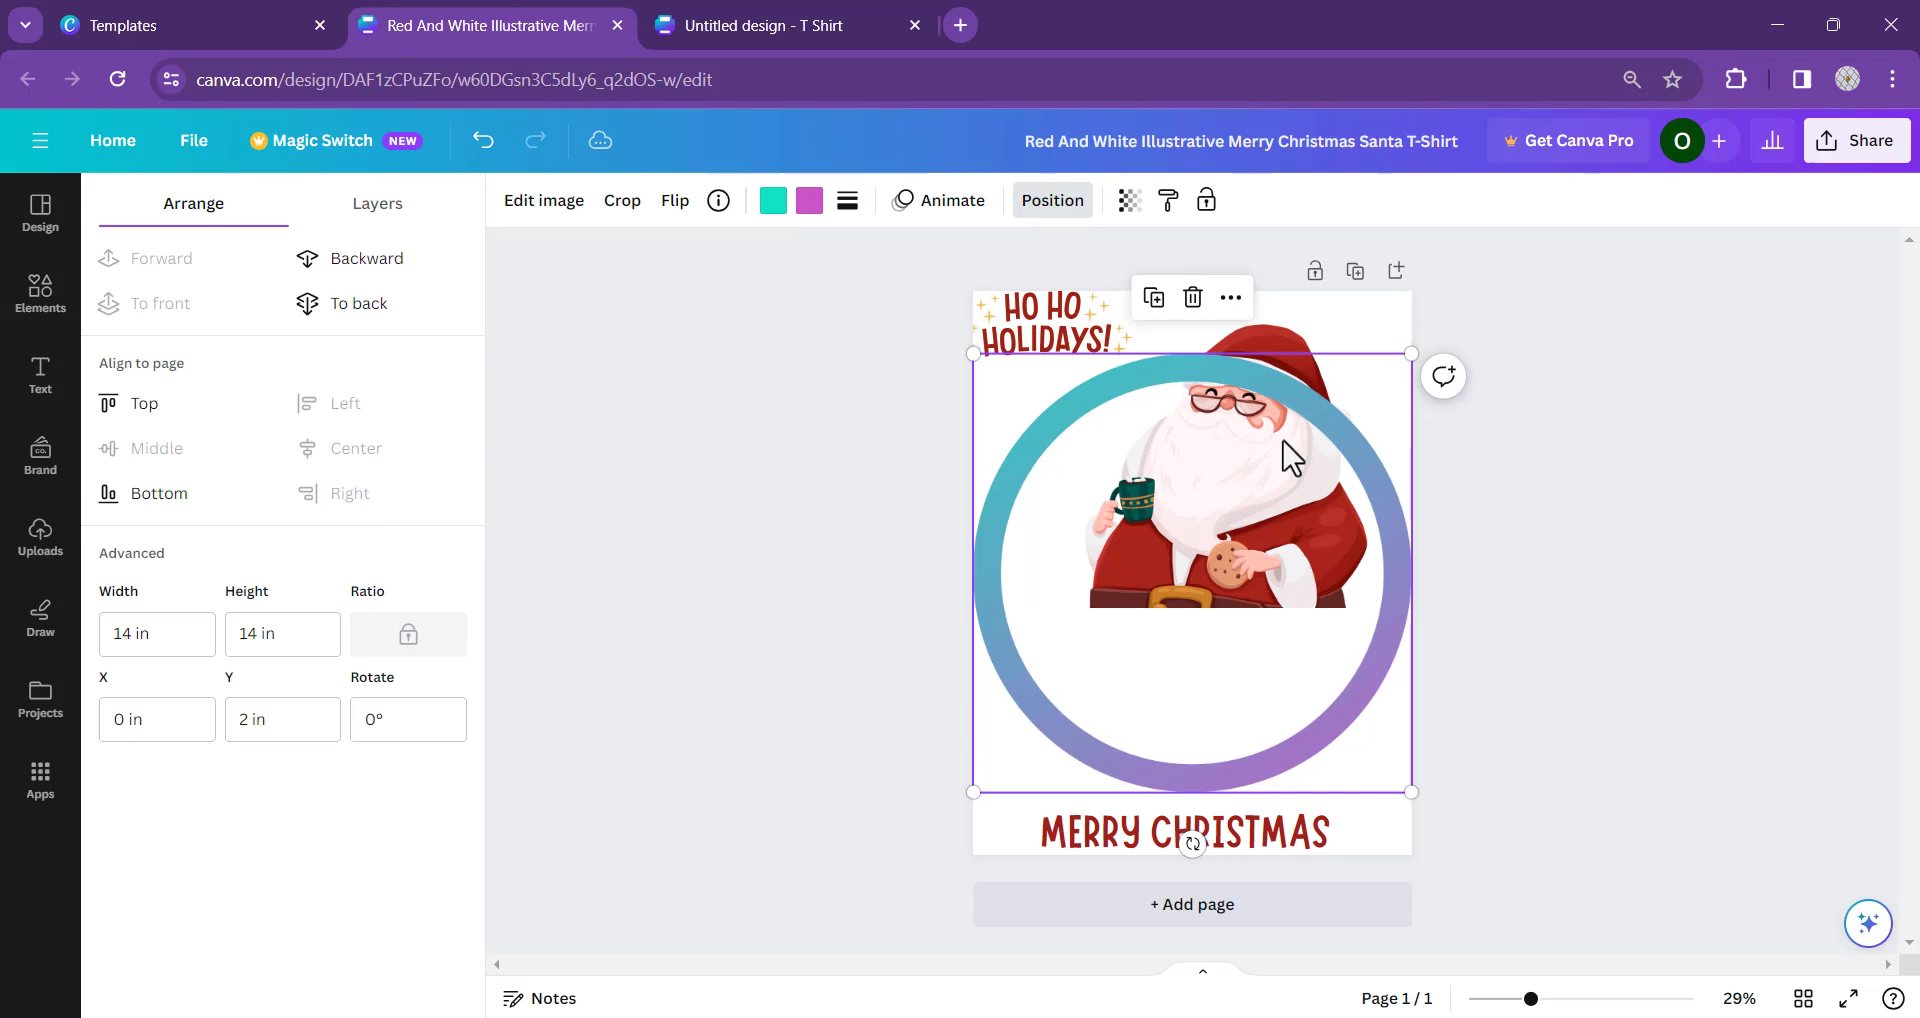 Templates
Red And White Illustrative Merr
Untitled design - T Shirt
canva.com/design/DAF1zCPuZFo/w60DGsn3C5dLy6_q2dOS-w/edit
Home
File
Magic Switch
NEW
Red And White Illustrative Merry Christmas Santa T-Shirt
Get Canva Pro
O
Share
Design
Elements
Text
CO.
Brand
Uploads
Draw
Projects
Apps
Arrange
Layers
Forward
Backward
To front
To back
Align to page
Top
Left
Middle
Center
Bottom
Right
Advanced
Width
Height
Ratio
14 in
14 in
X
Y
Rotate
0 in
2 in
0°
Edit image
Crop
Flip
Animate
Position
HO HO
HOLIDAYS!
MERRY CHRISTMAS
+ Add page
Notes
Page 1 / 1
29%